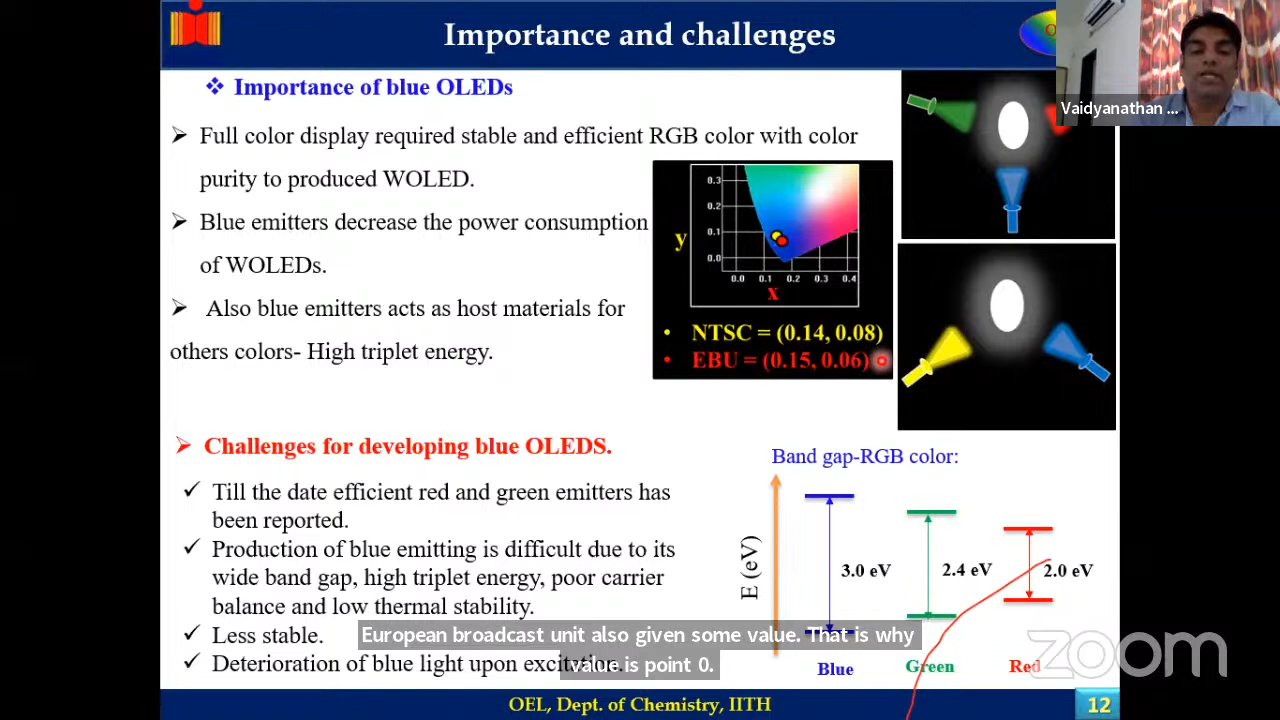 Importance and challenges
O
Vaidyanathan ...
❖ Importance of blue OLEDs
➤ Full color display required stable and efficient RGB color with color
purity to produced WOLED.
➤ Blue emitters decrease the power consumption
of WOLEDs.
➤ Also blue emitters acts as host materials for
others colors- High triplet energy.
0.3
0.2
0.1
0.0
y
0.0 0.1 0.2 0.3 0.4
x
• NTSC = (0.14, 0.08)
• EBU = (0.15, 0.06)
➤ Challenges for developing blue OLEDS.
✓ Till the date efficient red and green emitters has
been reported.
✓ Production of blue emitting is difficult due to its
wide band gap, high triplet energy, poor carrier
balance and low thermal stability.
✓ Less stable.
✓ Deterioration of blue light upon
Band gap-RGB color:
E (eV)
3.0 eV
2.4 eV
2.0 eV
Blue
Green
Red
European broadcast unit also given some value. That is why
value is point 0.
zoom
OEL, Dept. of Chemistry, IITH
12